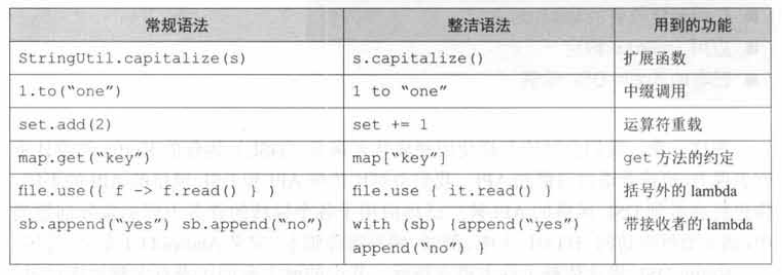 常规语法 整洁语法 用到的功能
StringUtil.capitalize(s) s.capitalize() 扩展函数
1.to("one") 1 to "one" 中缀调用
set.add(2) set += 1 运算符重载
map.get("key") map["key"] get 方法的约定
file.use({ f -> f.read() } ) file.use { it.read() } 括号外的 lambda
sb.append("yes") sb.append("no") with (sb) {append("yes") 带接收者的 lambda
append("no") }